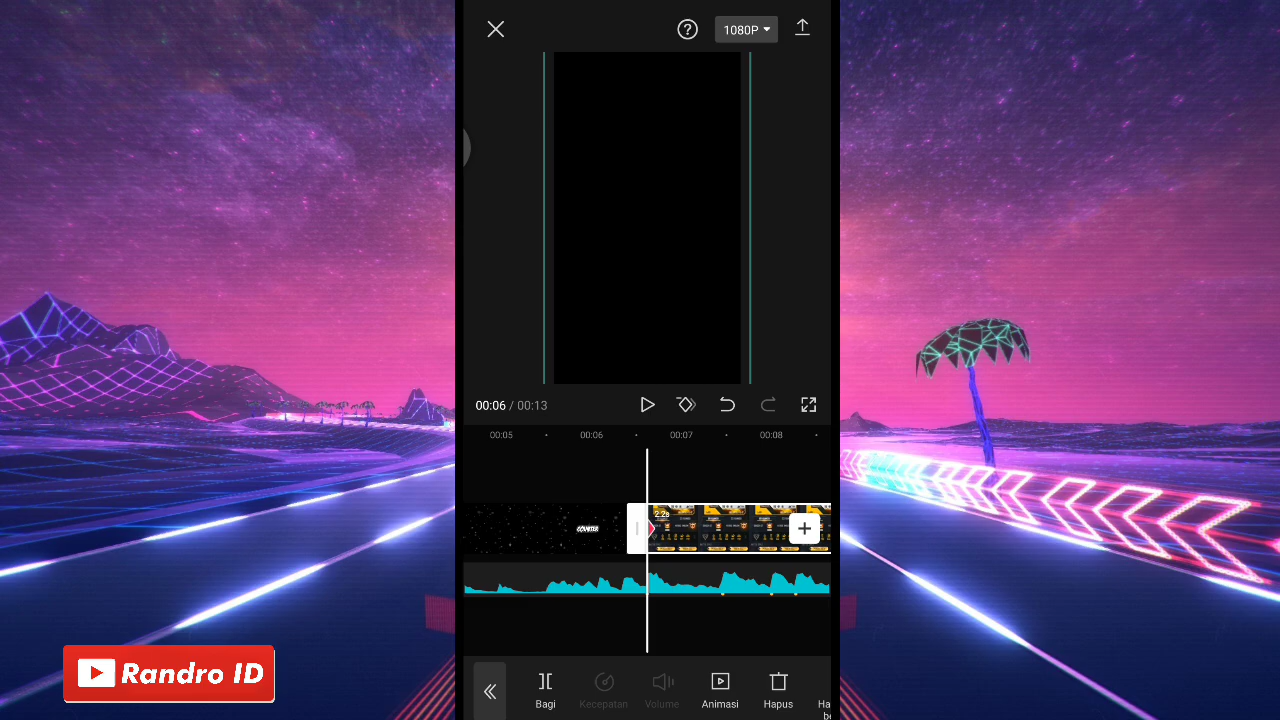 1080P
00:06 / 00:13
00:05 00:06 00:07 00:08
2.2s
COUNTER
Randro ID
Bagi Kecepatan Volume Animasi Hapus